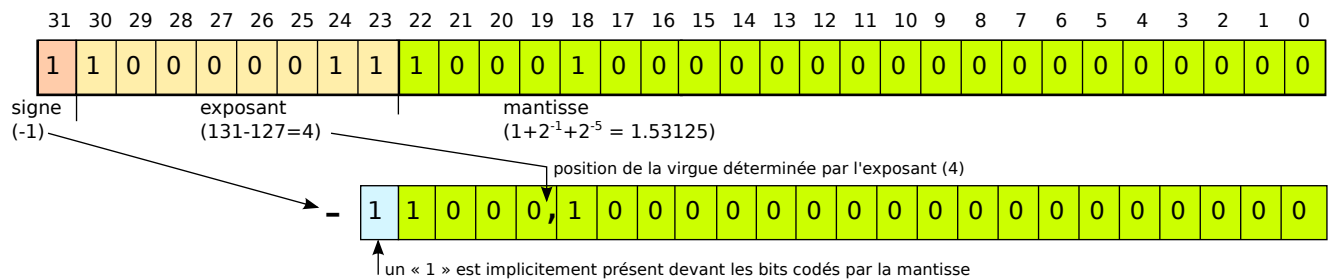 31 30 29 28 27 26 25 24 23 22 21 20 19 18 17 16 15 14 13 12 11 10 9 8 7 6 5 4 3 2 1 0
1 1 0 0 0 0 0 1 1 1 0 0 0 1 0 0 0 0 0 0 0 0 0 0 0 0 0 0 0 0 0 0
signe exposant mantisse
(-1) (131-127=4) (1+2⁻¹+2⁻⁵ = 1.53125)
position de la virgue déterminée par l'exposant (4)
- 1 1 0 0 0, 1 0 0 0 0 0 0 0 0 0 0 0 0 0 0 0 0 0 0
un « 1 » est implicitement présent devant les bits codés par la mantisse